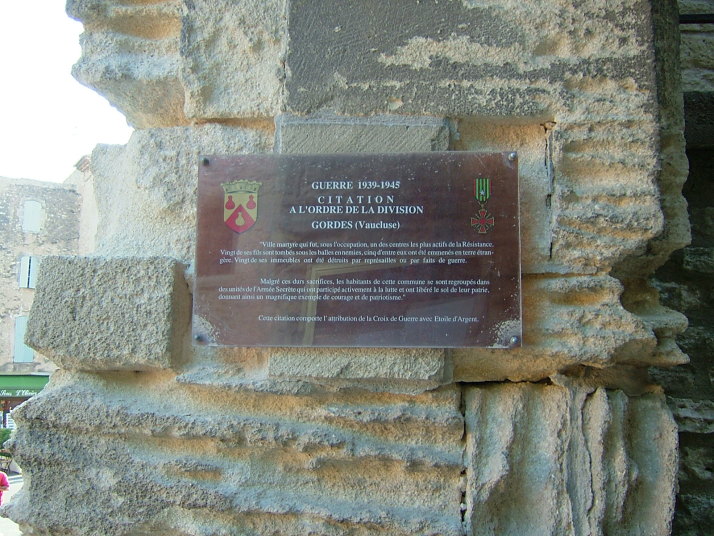 GUERRE 1939-1945
CITATION
A L'ORDRE DE LA DIVISION
GORDES (Vaucluse)
"Ville martyre qui fut, sous l'occupation, un des centres les plus actifs de la Résistance.
Vingt de ses fils sont tombés sous les balles ennemies, cinq d'entre eux ont été emmenés en terre étran-
gère. Vingt de ses immeubles ont été détruits par représailles ou par faits de guerre.
Malgré ces durs sacrifices, les habitants de cette commune se sont regroupés dans
des unités de l'Armée Secrète qui ont participé activement à la lutte et ont libéré le sol de leur patrie,
donnant ainsi un magnifique exemple de courage et de patriotisme."
Cette citation comporte l'attribution de la Croix de Guerre avec Etoile d'Argent.